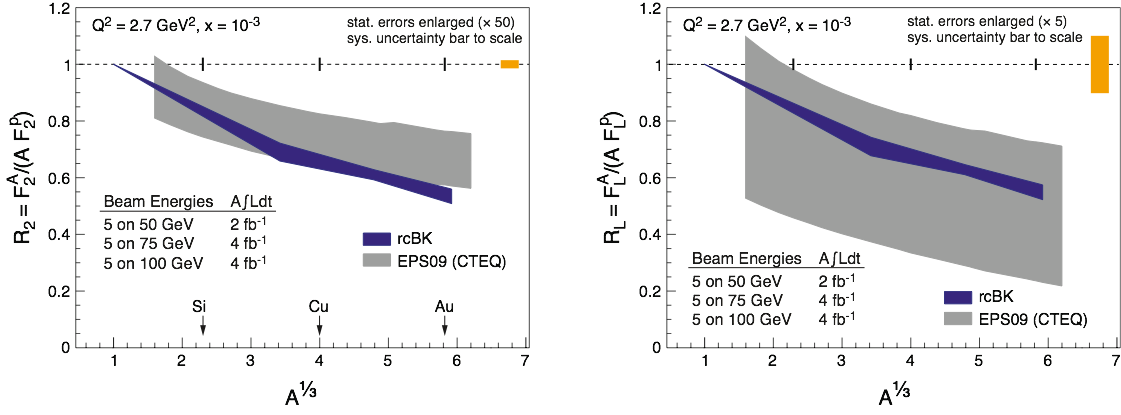 Q² = 2.7 GeV², x = 10⁻³
stat. errors enlarged (× 50)
sys. uncertainty bar to scale
1.2
1
0.8
0.6
0.4
0.2
0
R₂ = F₂ᴬ/(A F₂ᵖ)
Beam Energies A∫Ldt
5 on 50 GeV 2 fb⁻¹
5 on 75 GeV 4 fb⁻¹
5 on 100 GeV 4 fb⁻¹
rcBK
EPS09 (CTEQ)
Si Cu Au
1 2 3 4 5 6 7
A^⅓
Q² = 2.7 GeV², x = 10⁻³
stat. errors enlarged (× 5)
sys. uncertainty bar to scale
1.2
1
0.8
0.6
0.4
0.2
0
R_L = F_Lᴬ/(A F_Lᵖ)
Beam Energies A∫Ldt
5 on 50 GeV 2 fb⁻¹
5 on 75 GeV 4 fb⁻¹
5 on 100 GeV 4 fb⁻¹
rcBK
EPS09 (CTEQ)
1 2 3 4 5 6 7
A^⅓